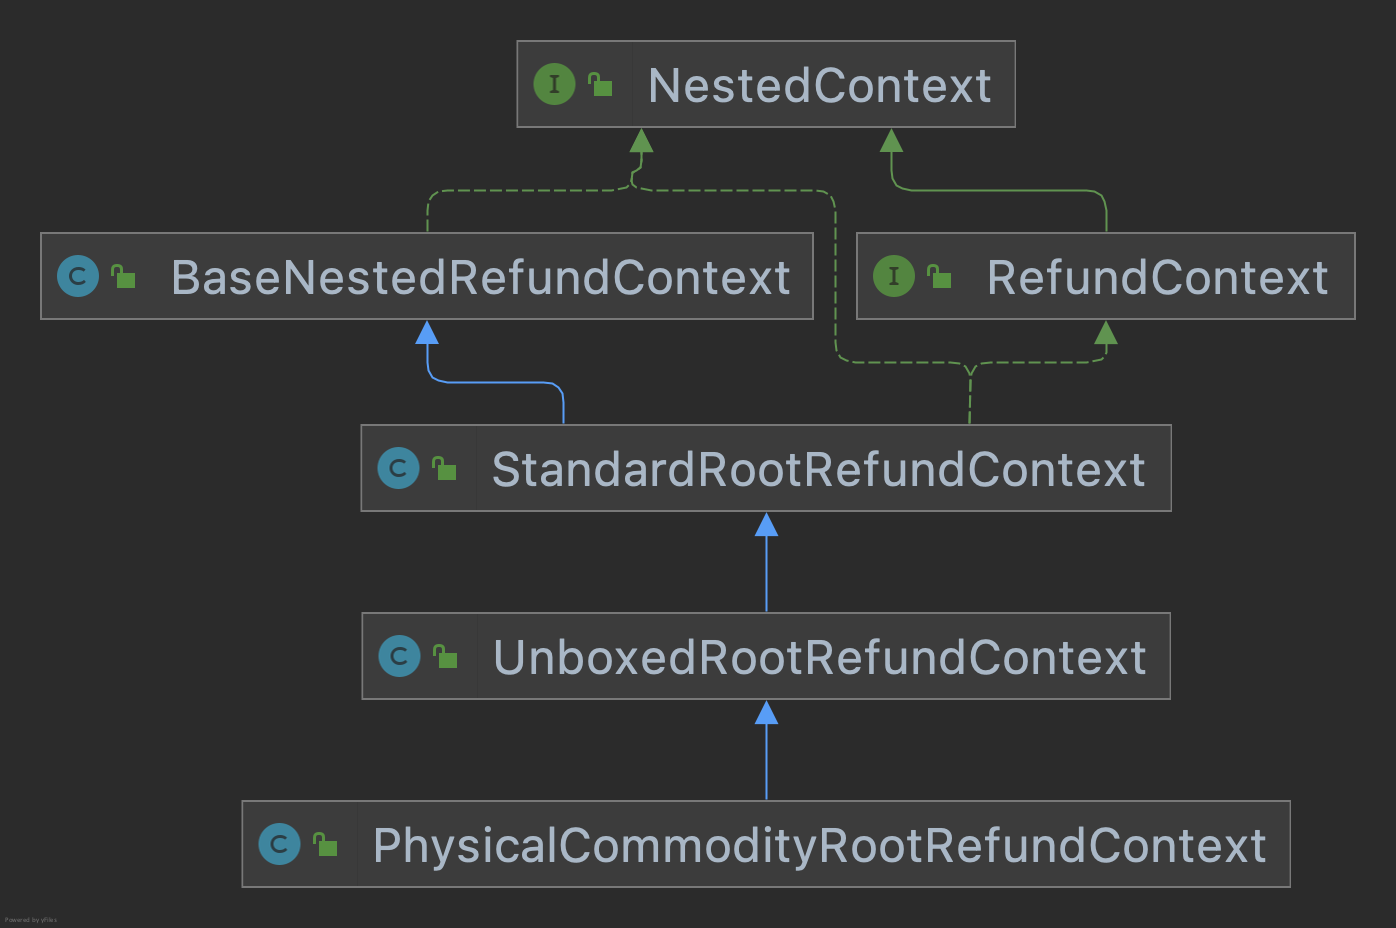 I NestedContext
C BaseNestedRefundContext
I RefundContext
C StandardRootRefundContext
C UnboxedRootRefundContext
C PhysicalCommodityRootRefundContext
Powered by yFiles